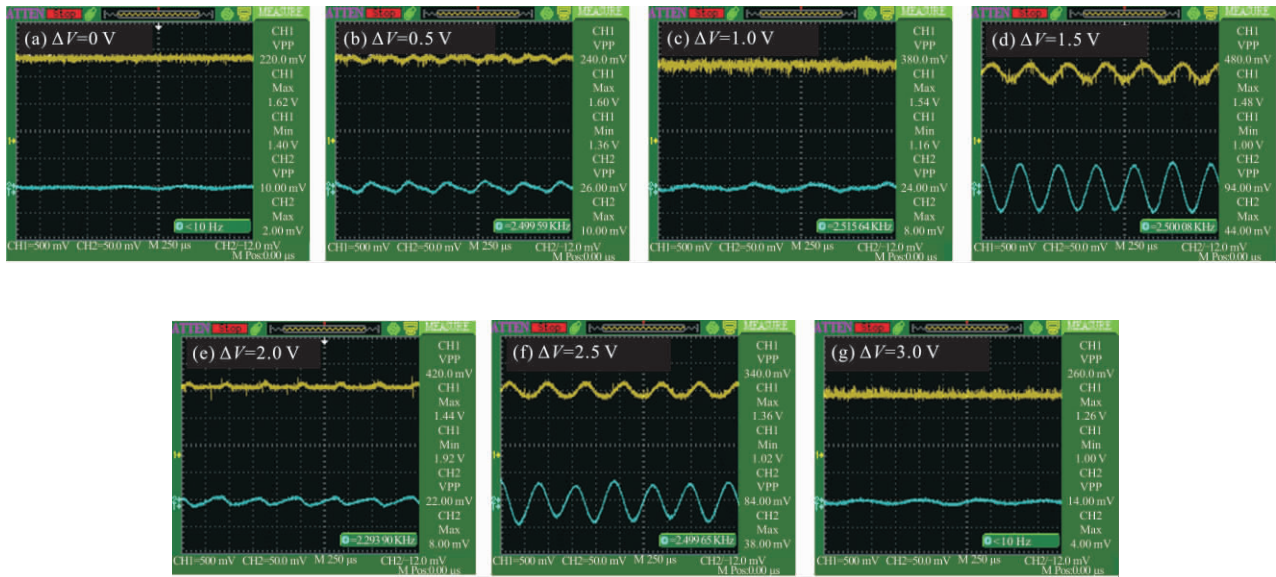 ATTEN Stop MEASURE
(a) ΔV=0 V
CH1
VPP
220.0 mV
CH1
Max
1.62 V
CH1
Min
1.40 V
CH2
VPP
10.00 mV
CH2
Max
2.00 mV
<10 Hz
CH1=500 mV CH2=50.0 mV M 250 μs CH2/−12.0 mV
M Pos:0.00 μs
ATTEN Stop MEASURE
(b) ΔV=0.5 V
CH1
VPP
240.0 mV
CH1
Max
1.60 V
CH1
Min
1.36 V
CH2
VPP
26.00 mV
CH2
Max
10.00 mV
=2.499 59 KHz
CH1=500 mV CH2=50.0 mV M 250 μs CH2/−12.0 mV
M Pos:0.00 μs
ATTEN Stop MEASURE
(c) ΔV=1.0 V
CH1
VPP
380.0 mV
CH1
Max
1.54 V
CH1
Min
1.16 V
CH2
VPP
24.00 mV
CH2
Max
8.00 mV
=2.515 64 KHz
CH1=500 mV CH2=50.0 mV M 250 μs CH2/−12.0 mV
M Pos:0.00 μs
ATTEN Stop MEASURE
(d) ΔV=1.5 V
CH1
VPP
480.0 mV
CH1
Max
1.48 V
CH1
Min
1.00 V
CH2
VPP
94.00 mV
CH2
Max
44.00 mV
=2.500 08 KHz
CH1=500 mV CH2=50.0 mV M 250 μs CH2/−12.0 mV
M Pos:0.00 μs
ATTEN Stop MEASURE
(e) ΔV=2.0 V
CH1
VPP
420.0 mV
CH1
Max
1.44 V
CH1
Min
1.92 V
CH2
VPP
22.00 mV
CH2
Max
8.00 mV
=2.293 90 KHz
CH1=500 mV CH2=50.0 mV M 250 μs CH2/−12.0 mV
M Pos:0.00 μs
ATTEN Stop MEASURE
(f) ΔV=2.5 V
CH1
VPP
340.0 mV
CH1
Max
1.36 V
CH1
Min
1.02 V
CH2
VPP
84.00 mV
CH2
Max
38.00 mV
=2.499 65 KHz
CH1=500 mV CH2=50.0 mV M 250 μs CH2/−12.0 mV
M Pos:0.00 μs
ATTEN Stop MEASURE
(g) ΔV=3.0 V
CH1
VPP
260.0 mV
CH1
Max
1.26 V
CH1
Min
1.00 V
CH2
VPP
14.00 mV
CH2
Max
4.00 mV
<10 Hz
CH1=500 mV CH2=50.0 mV M 250 μs CH2/−12.0 mV
M Pos:0.00 μs